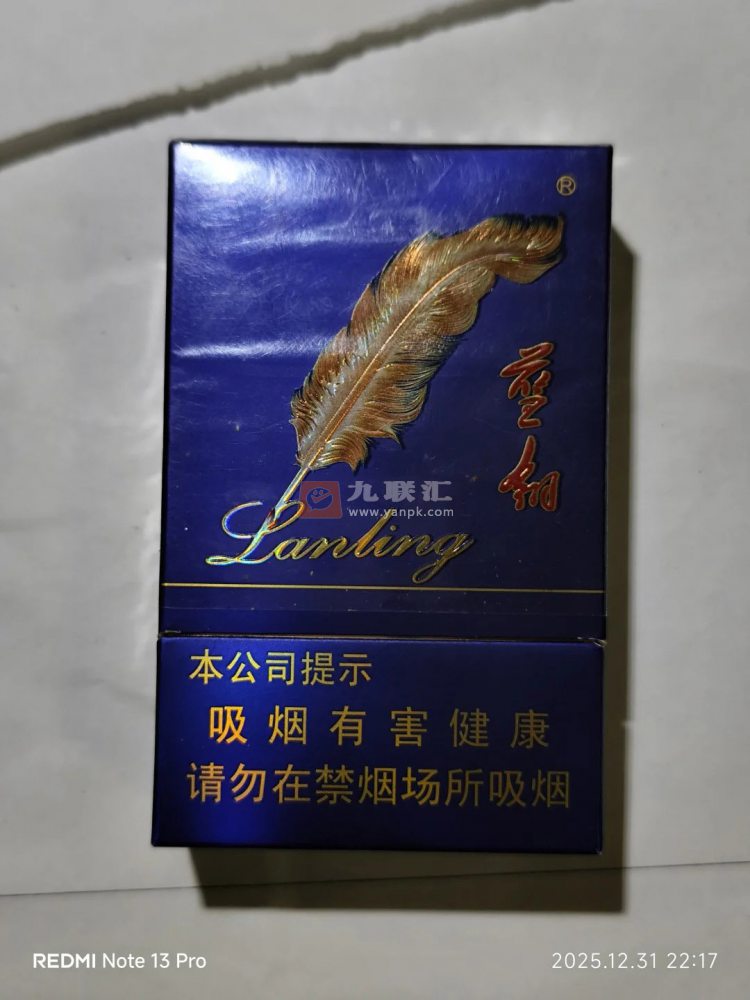 ®
蓝翎
九联汇
www.yanpk.com
Lanling
本公司提示
吸烟有害健康
请勿在禁烟场所吸烟
REDMI Note 13 Pro
2025.12.31 22:17